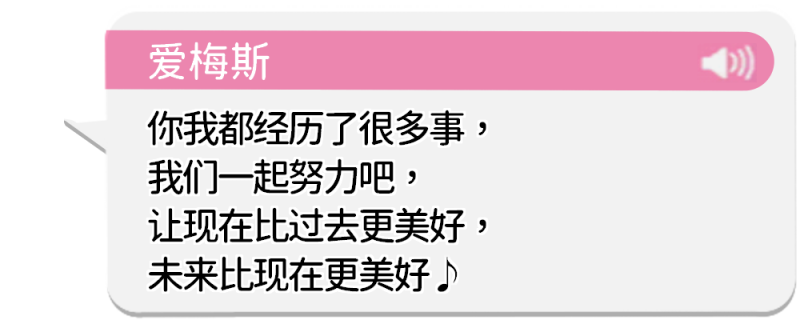 爱梅斯
你我都经历了很多事，
我们一起努力吧，
让现在比过去更美好，
未来比现在更美好♪